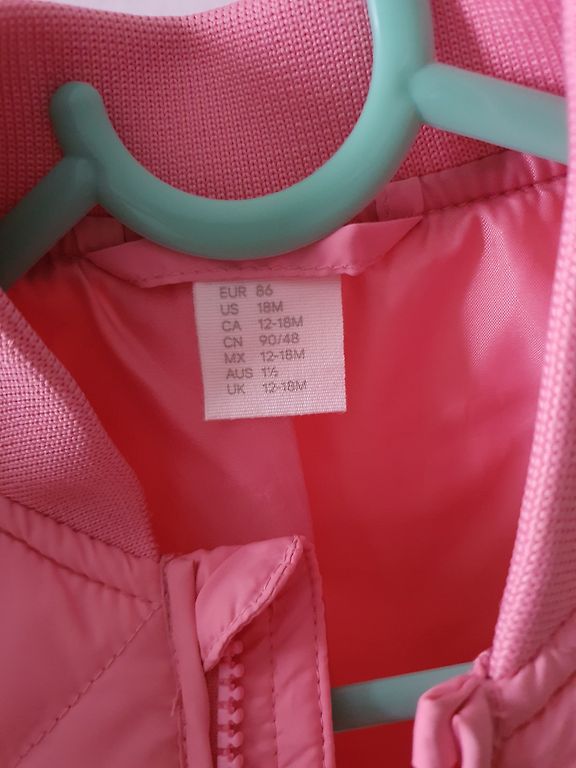 EUR 86
US 18M
CA 12-18M
CN 90/48
MX 12-18M
AUS 1½
UK 12-18M